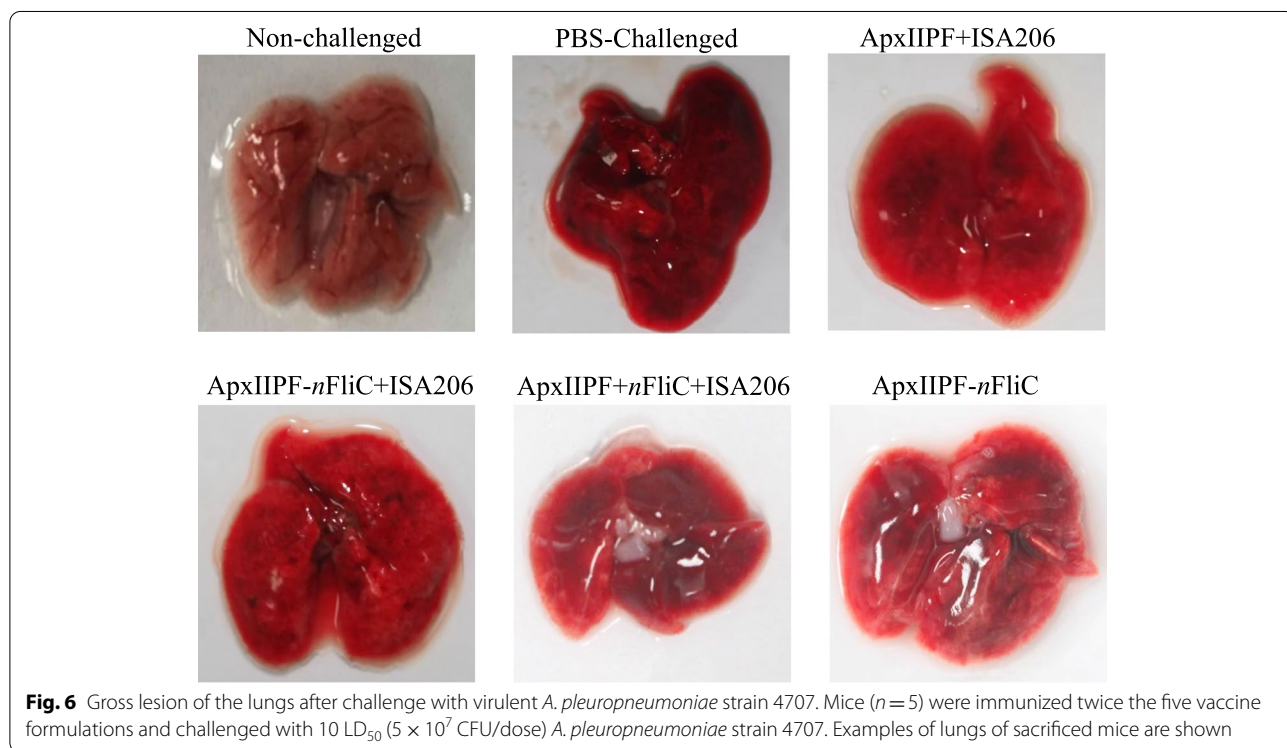 Non-challenged
PBS-Challenged
ApxIIPF+ISA206
ApxIIPF-nFliC+ISA206
ApxIIPF+nFliC+ISA206
ApxIIPF-nFliC
Fig. 6 Gross lesion of the lungs after challenge with virulent A. pleuropneumoniae strain 4707. Mice (n = 5) were immunized twice the five vaccine
formulations and challenged with 10 LD50 (5 × 10⁷ CFU/dose) A. pleuropneumoniae strain 4707. Examples of lungs of sacrificed mice are shown